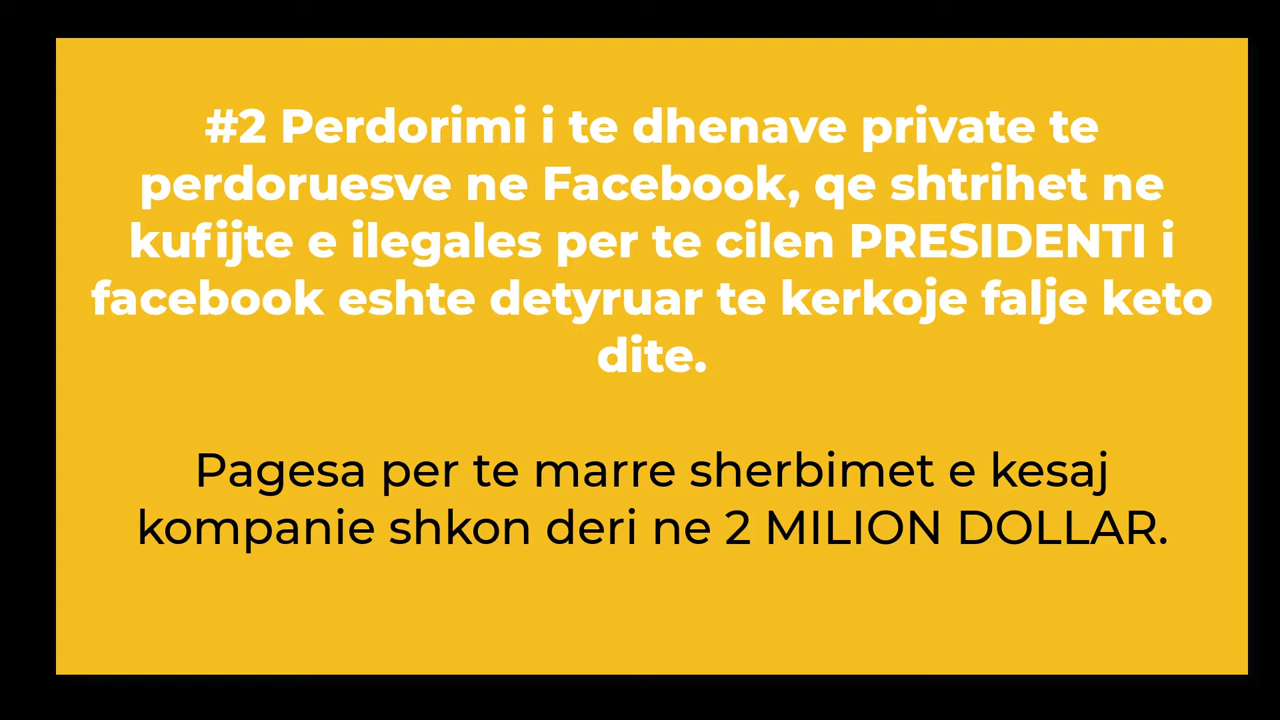 #2 Perdorimi i te dhenave private te
perdoruesve ne Facebook, qe shtrihet ne
kufijte e ilegales per te cilen PRESIDENTI i
facebook eshte detyruar te kerkoje falje keto
dite.
Pagesa per te marre sherbimet e kesaj
kompanie shkon deri ne 2 MILION DOLLAR.